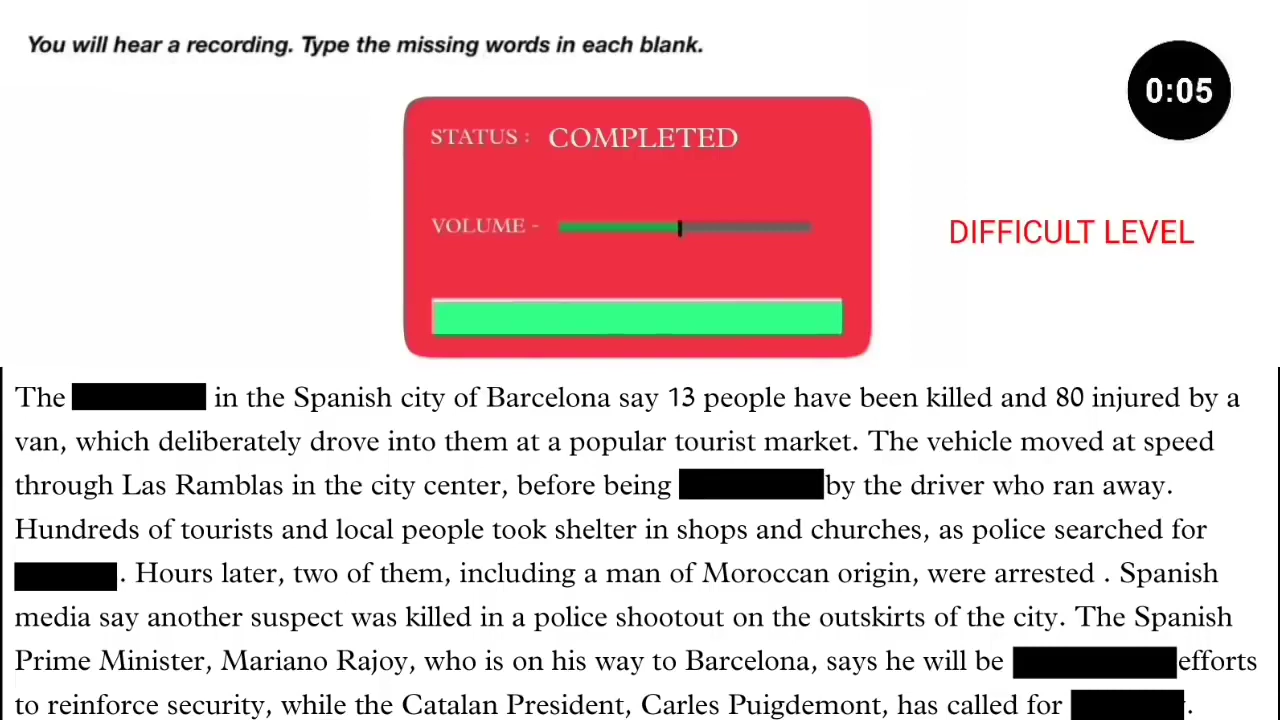 You will hear a recording. Type the missing words in each blank.
0:05
STATUS : COMPLETED
VOLUME -
DIFFICULT LEVEL
The in the Spanish city of Barcelona say 13 people have been killed and 80 injured by a
van, which deliberately drove into them at a popular tourist market. The vehicle moved at speed
through Las Ramblas in the city center, before being by the driver who ran away.
Hundreds of tourists and local people took shelter in shops and churches, as police searched for
. Hours later, two of them, including a man of Moroccan origin, were arrested . Spanish
media say another suspect was killed in a police shootout on the outskirts of the city. The Spanish
Prime Minister, Mariano Rajoy, who is on his way to Barcelona, says he will be efforts
to reinforce security, while the Catalan President, Carles Puigdemont, has called for .